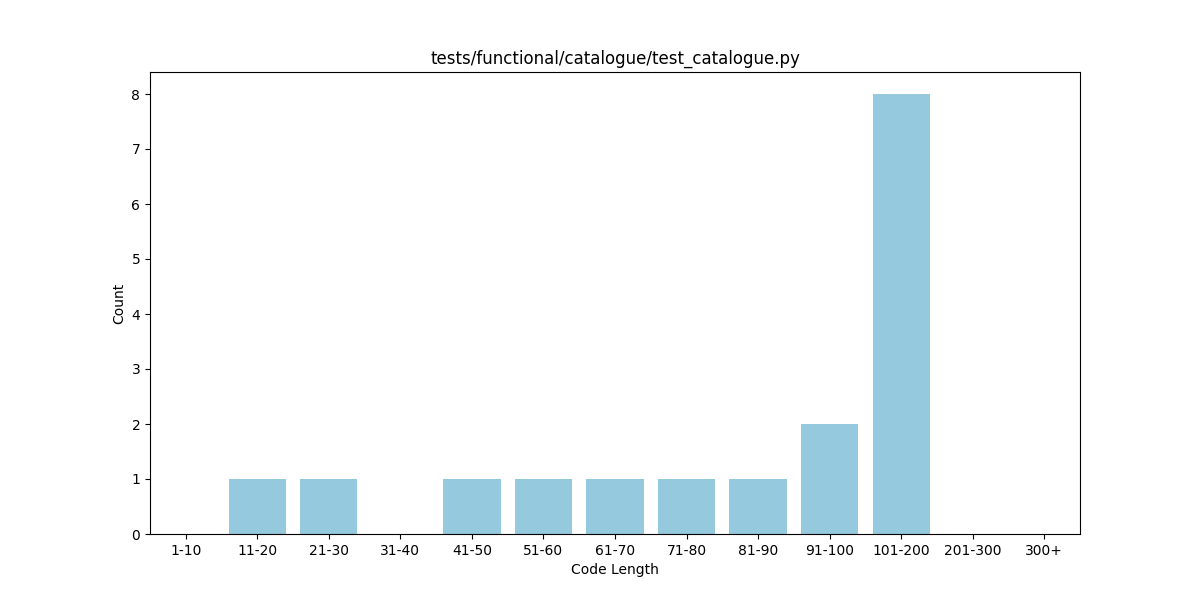 tests/functional/catalogue/test_catalogue.py
8
7
6
5
4
3
2
1
0
Count
1-10 11-20 21-30 31-40 41-50 51-60 61-70 71-80 81-90 91-100 101-200 201-300 300+
Code Length